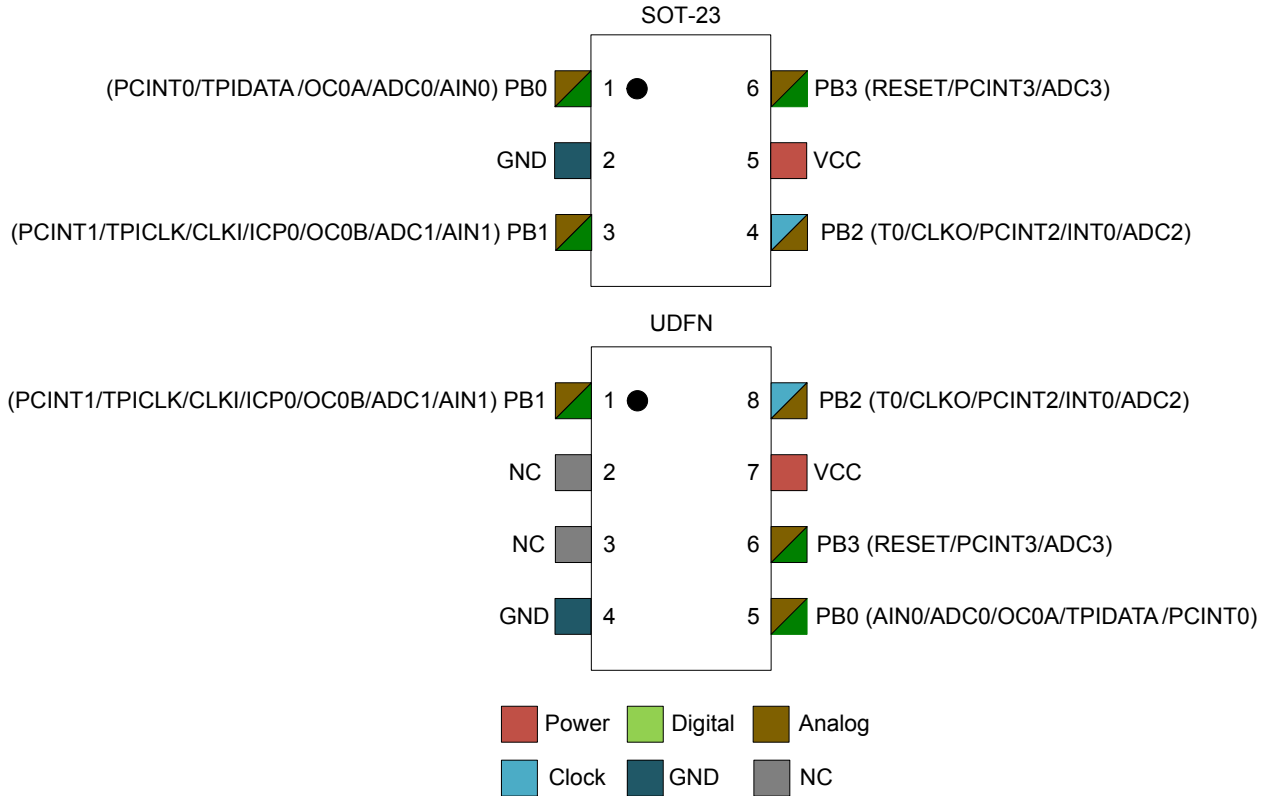 SOT-23
(PCINT0/TPIDATA/OC0A/ADC0/AIN0) PB0 1 6 PB3 (RESET/PCINT3/ADC3)
GND 2 5 VCC
(PCINT1/TPICLK/CLKI/ICP0/OC0B/ADC1/AIN1) PB1 3 4 PB2 (T0/CLKO/PCINT2/INT0/ADC2)
UDFN
(PCINT1/TPICLK/CLKI/ICP0/OC0B/ADC1/AIN1) PB1 1 8 PB2 (T0/CLKO/PCINT2/INT0/ADC2)
NC 2 7 VCC
NC 3 6 PB3 (RESET/PCINT3/ADC3)
GND 4 5 PB0 (AIN0/ADC0/OC0A/TPIDATA/PCINT0)
Power Digital Analog
Clock GND NC